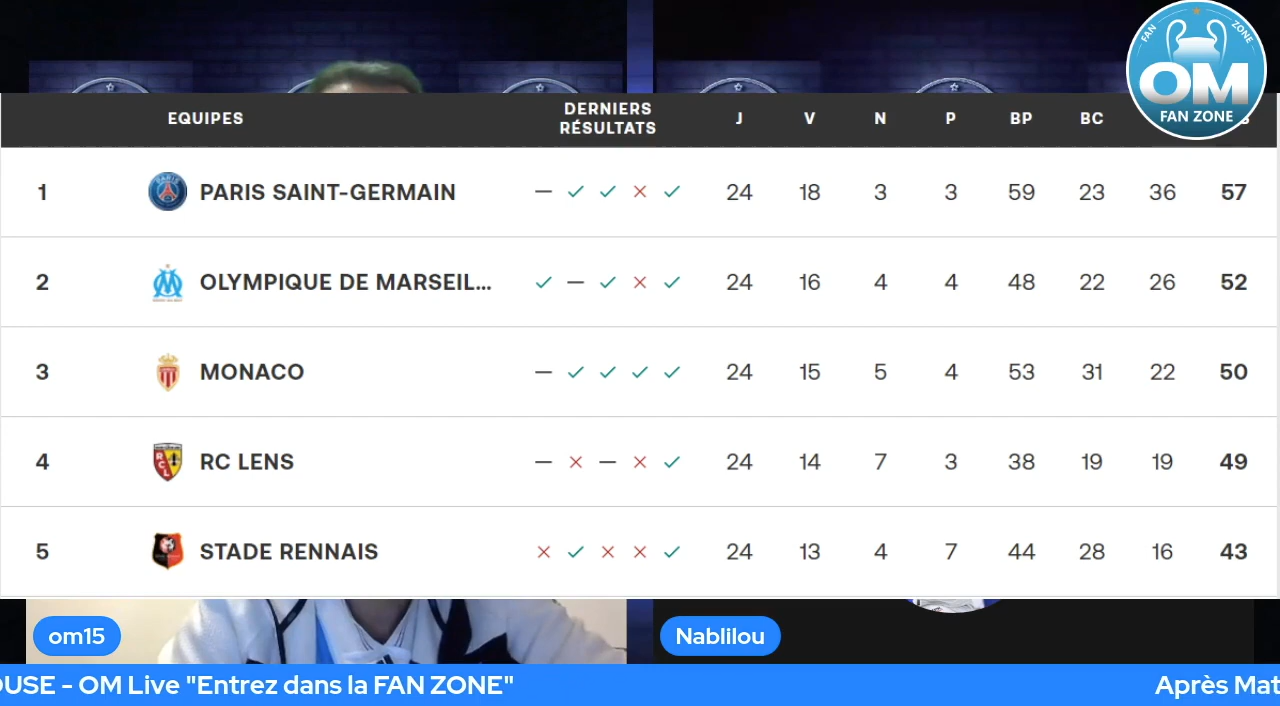 FAN ZONE
OM
FAN ZONE
EQUIPES DERNIERS RÉSULTATS J V N P BP BC
1 PARIS SAINT-GERMAIN 24 18 3 3 59 23 36 57
2 OLYMPIQUE DE MARSEIL... 24 16 4 4 48 22 26 52
3 MONACO 24 15 5 4 53 31 22 50
4 RC LENS 24 14 7 3 38 19 19 49
5 STADE RENNAIS 24 13 4 7 44 28 16 43
om15
Nablilou
OUSE - OM Live "Entrez dans la FAN ZONE"
Après Mat